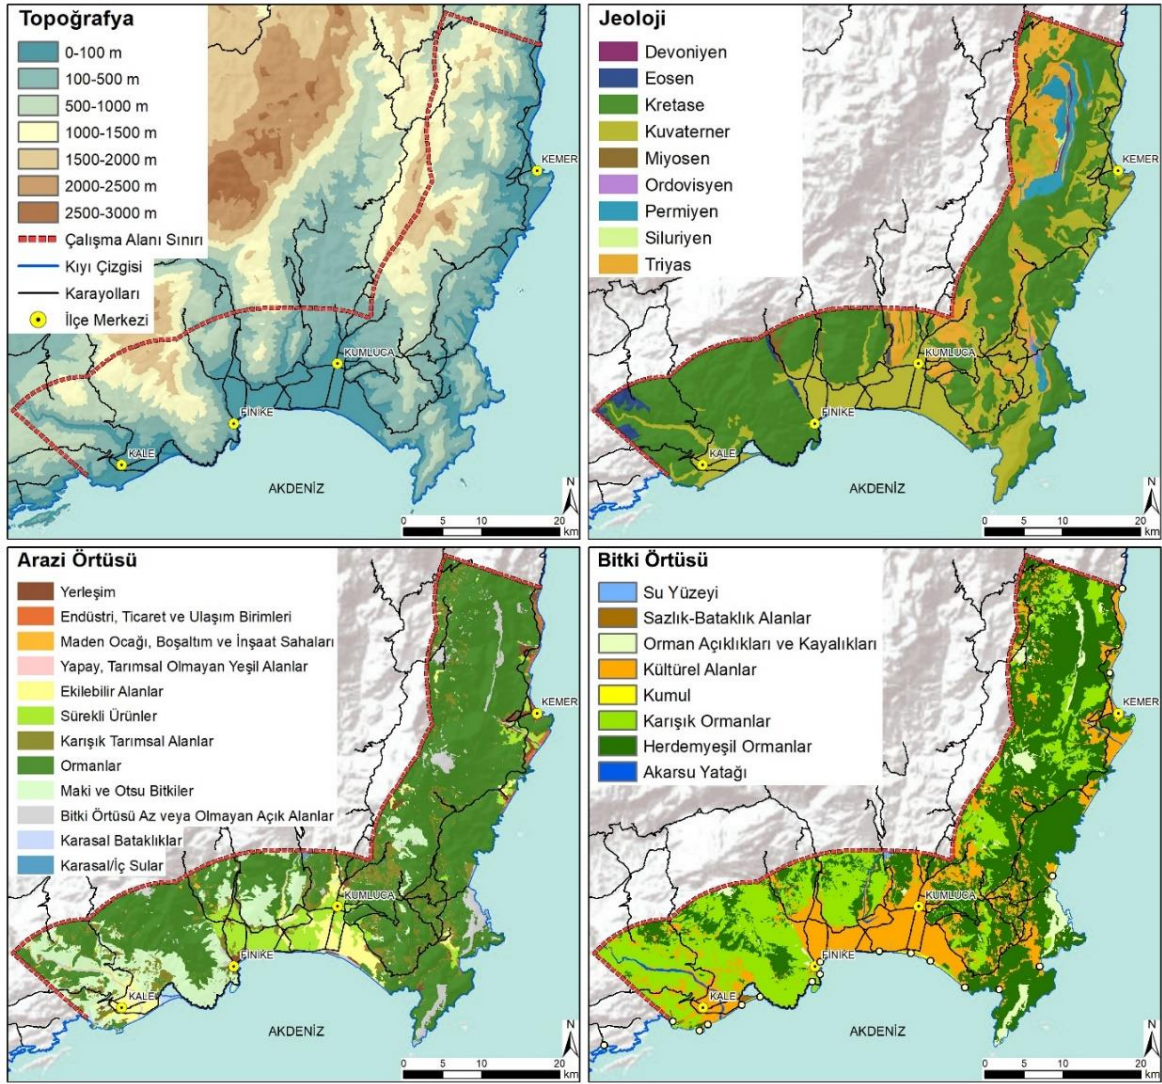 Topoğrafya
0-100 m
100-500 m
500-1000 m
1000-1500 m
1500-2000 m
2000-2500 m
2500-3000 m
Çalışma Alanı Sınırı
Kıyı Çizgisi
Karayolları
İlçe Merkezi
KEMER
KUMLUCA
FİNİKE
KALE
AKDENİZ
N
0 5 10 20
km
Jeoloji
Devoniyen
Eosen
Kretase
Kuvaterner
Miyosen
Ordovisyen
Permiyen
Siluriyen
Triyas
KEMER
KUMLUCA
FİNİKE
KALE
AKDENİZ
N
0 5 10 20
km
Arazi Örtüsü
Yerleşim
Endüstri, Ticaret ve Ulaşım Birimleri
Maden Ocağı, Boşaltım ve İnşaat Sahaları
Yapay, Tarımsal Olmayan Yeşil Alanlar
Ekilebilir Alanlar
Sürekli Ürünler
Karışık Tarımsal Alanlar
Ormanlar
Maki ve Otsu Bitkiler
Bitki Örtüsü Az veya Olmayan Açık Alanlar
Karasal Bataklıklar
Karasal/İç Sular
KEMER
KUMLUCA
FİNİKE
KALE
AKDENİZ
N
0 5 10 20
km
Bitki Örtüsü
Su Yüzeyi
Sazlık-Bataklık Alanlar
Orman Açıklıkları ve Kayalıkları
Kültürel Alanlar
Kumul
Karışık Ormanlar
Herdemyeşil Ormanlar
Akarsu Yatağı
KEMER
KUMLUCA
FİNİKE
KALE
AKDENİZ
N
0 5 10 20
km